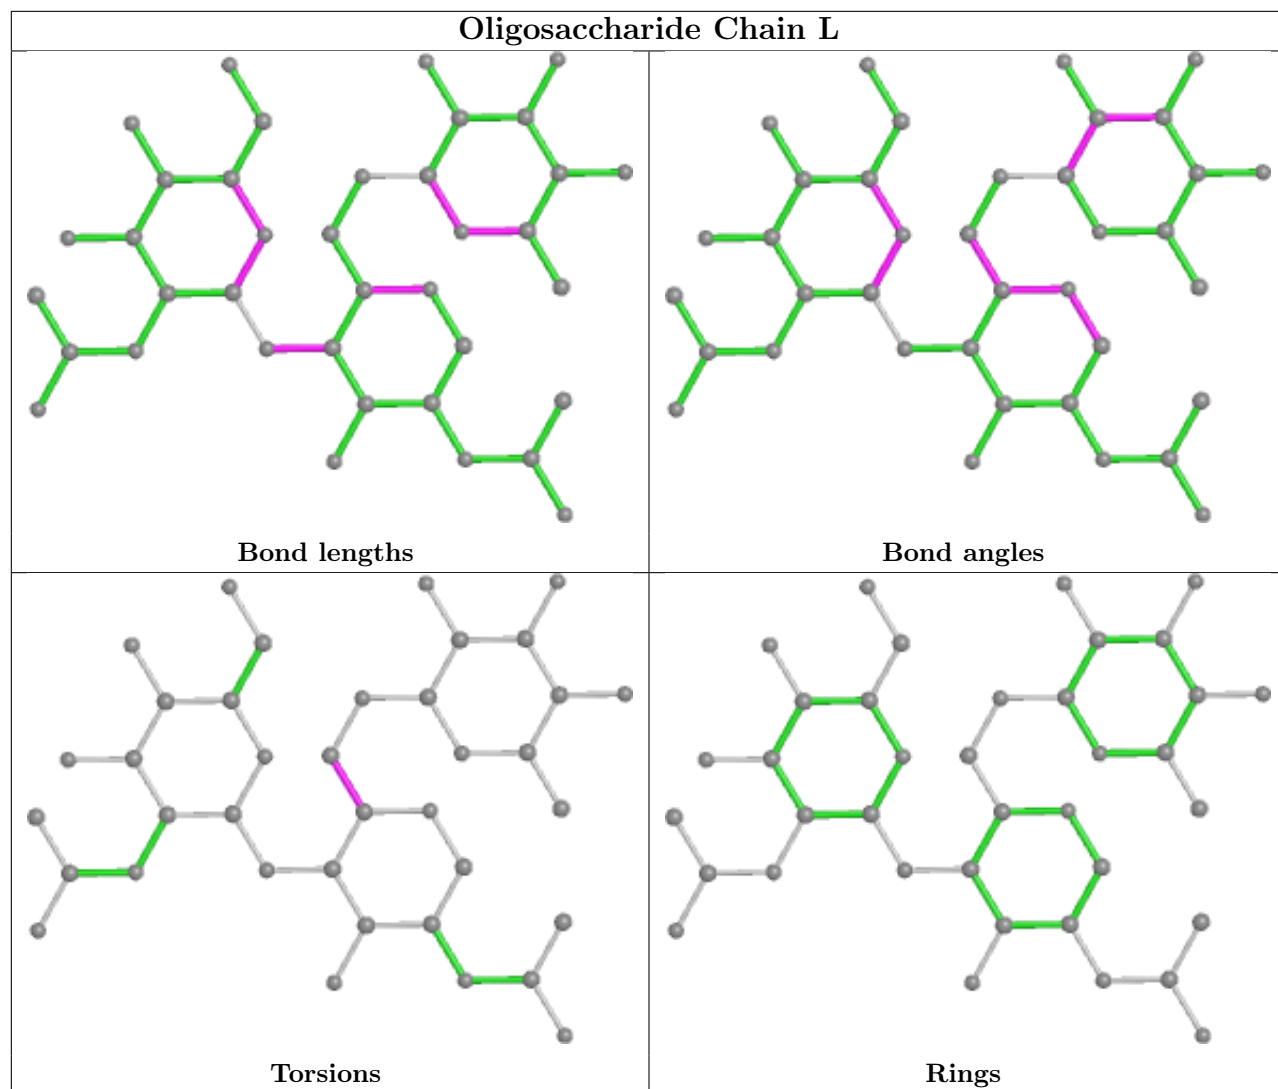 Oligosaccharide Chain L
Bond lengths
Bond angles
Torsions
Rings